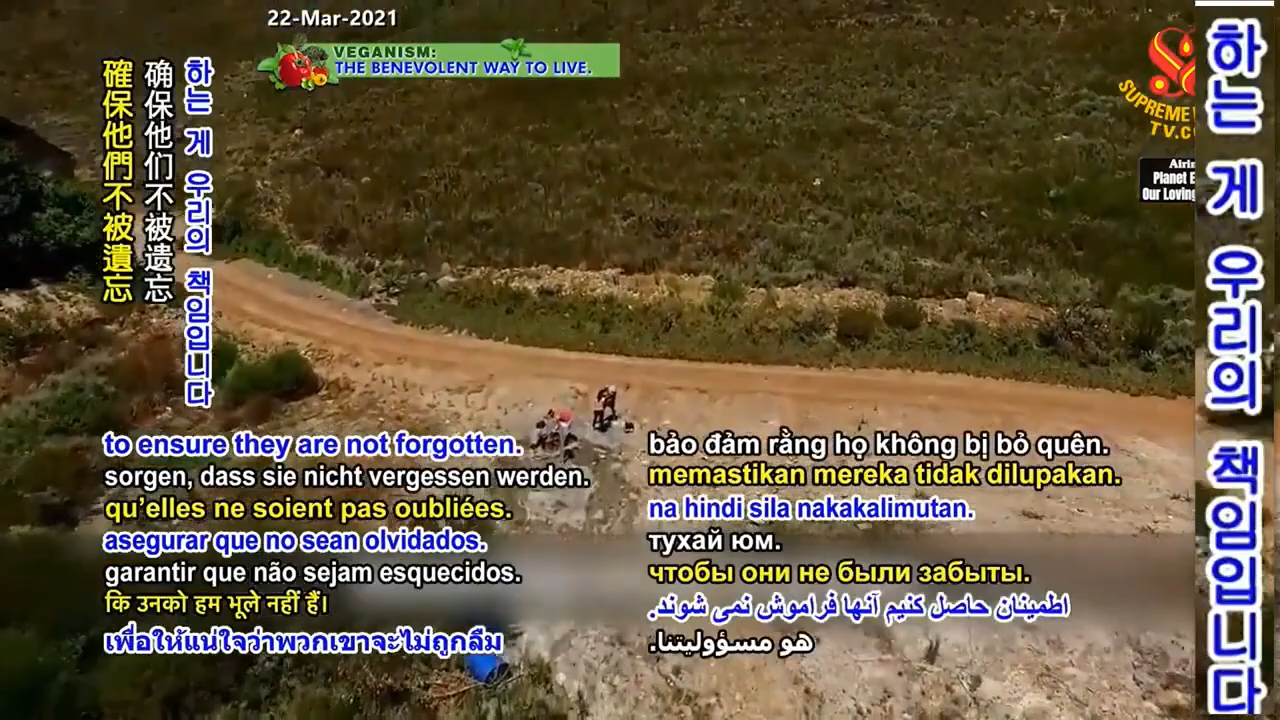 22-Mar-2021
VEGANISM:
THE BENEVOLENT WAY TO LIVE.
SUPREME
TV.C
Planet E
Our Loving
確保他們不被遺忘
确保他们不被遗忘
하는 게 우리의 책임입니다
to ensure they are not forgotten.
sorgen, dass sie nicht vergessen werden.
qu’elles ne soient pas oubliées.
asegurar que no sean olvidados.
garantir que não sejam esquecidos.
कि उनको हम भूले नहीं हैं।
เพื่อให้แน่ใจว่าพวกเขาจะไม่ถูกลืม
bảo đảm rằng họ không bị bỏ quên.
memastikan mereka tidak dilupakan.
na hindi sila nakakalimutan.
тухай юм.
чтобы они не были забыты.
اطمینان حاصل کنیم آنها فراموش نمی شوند.
هو مسؤوليتنا.
하는 게 우리의 책임입니다